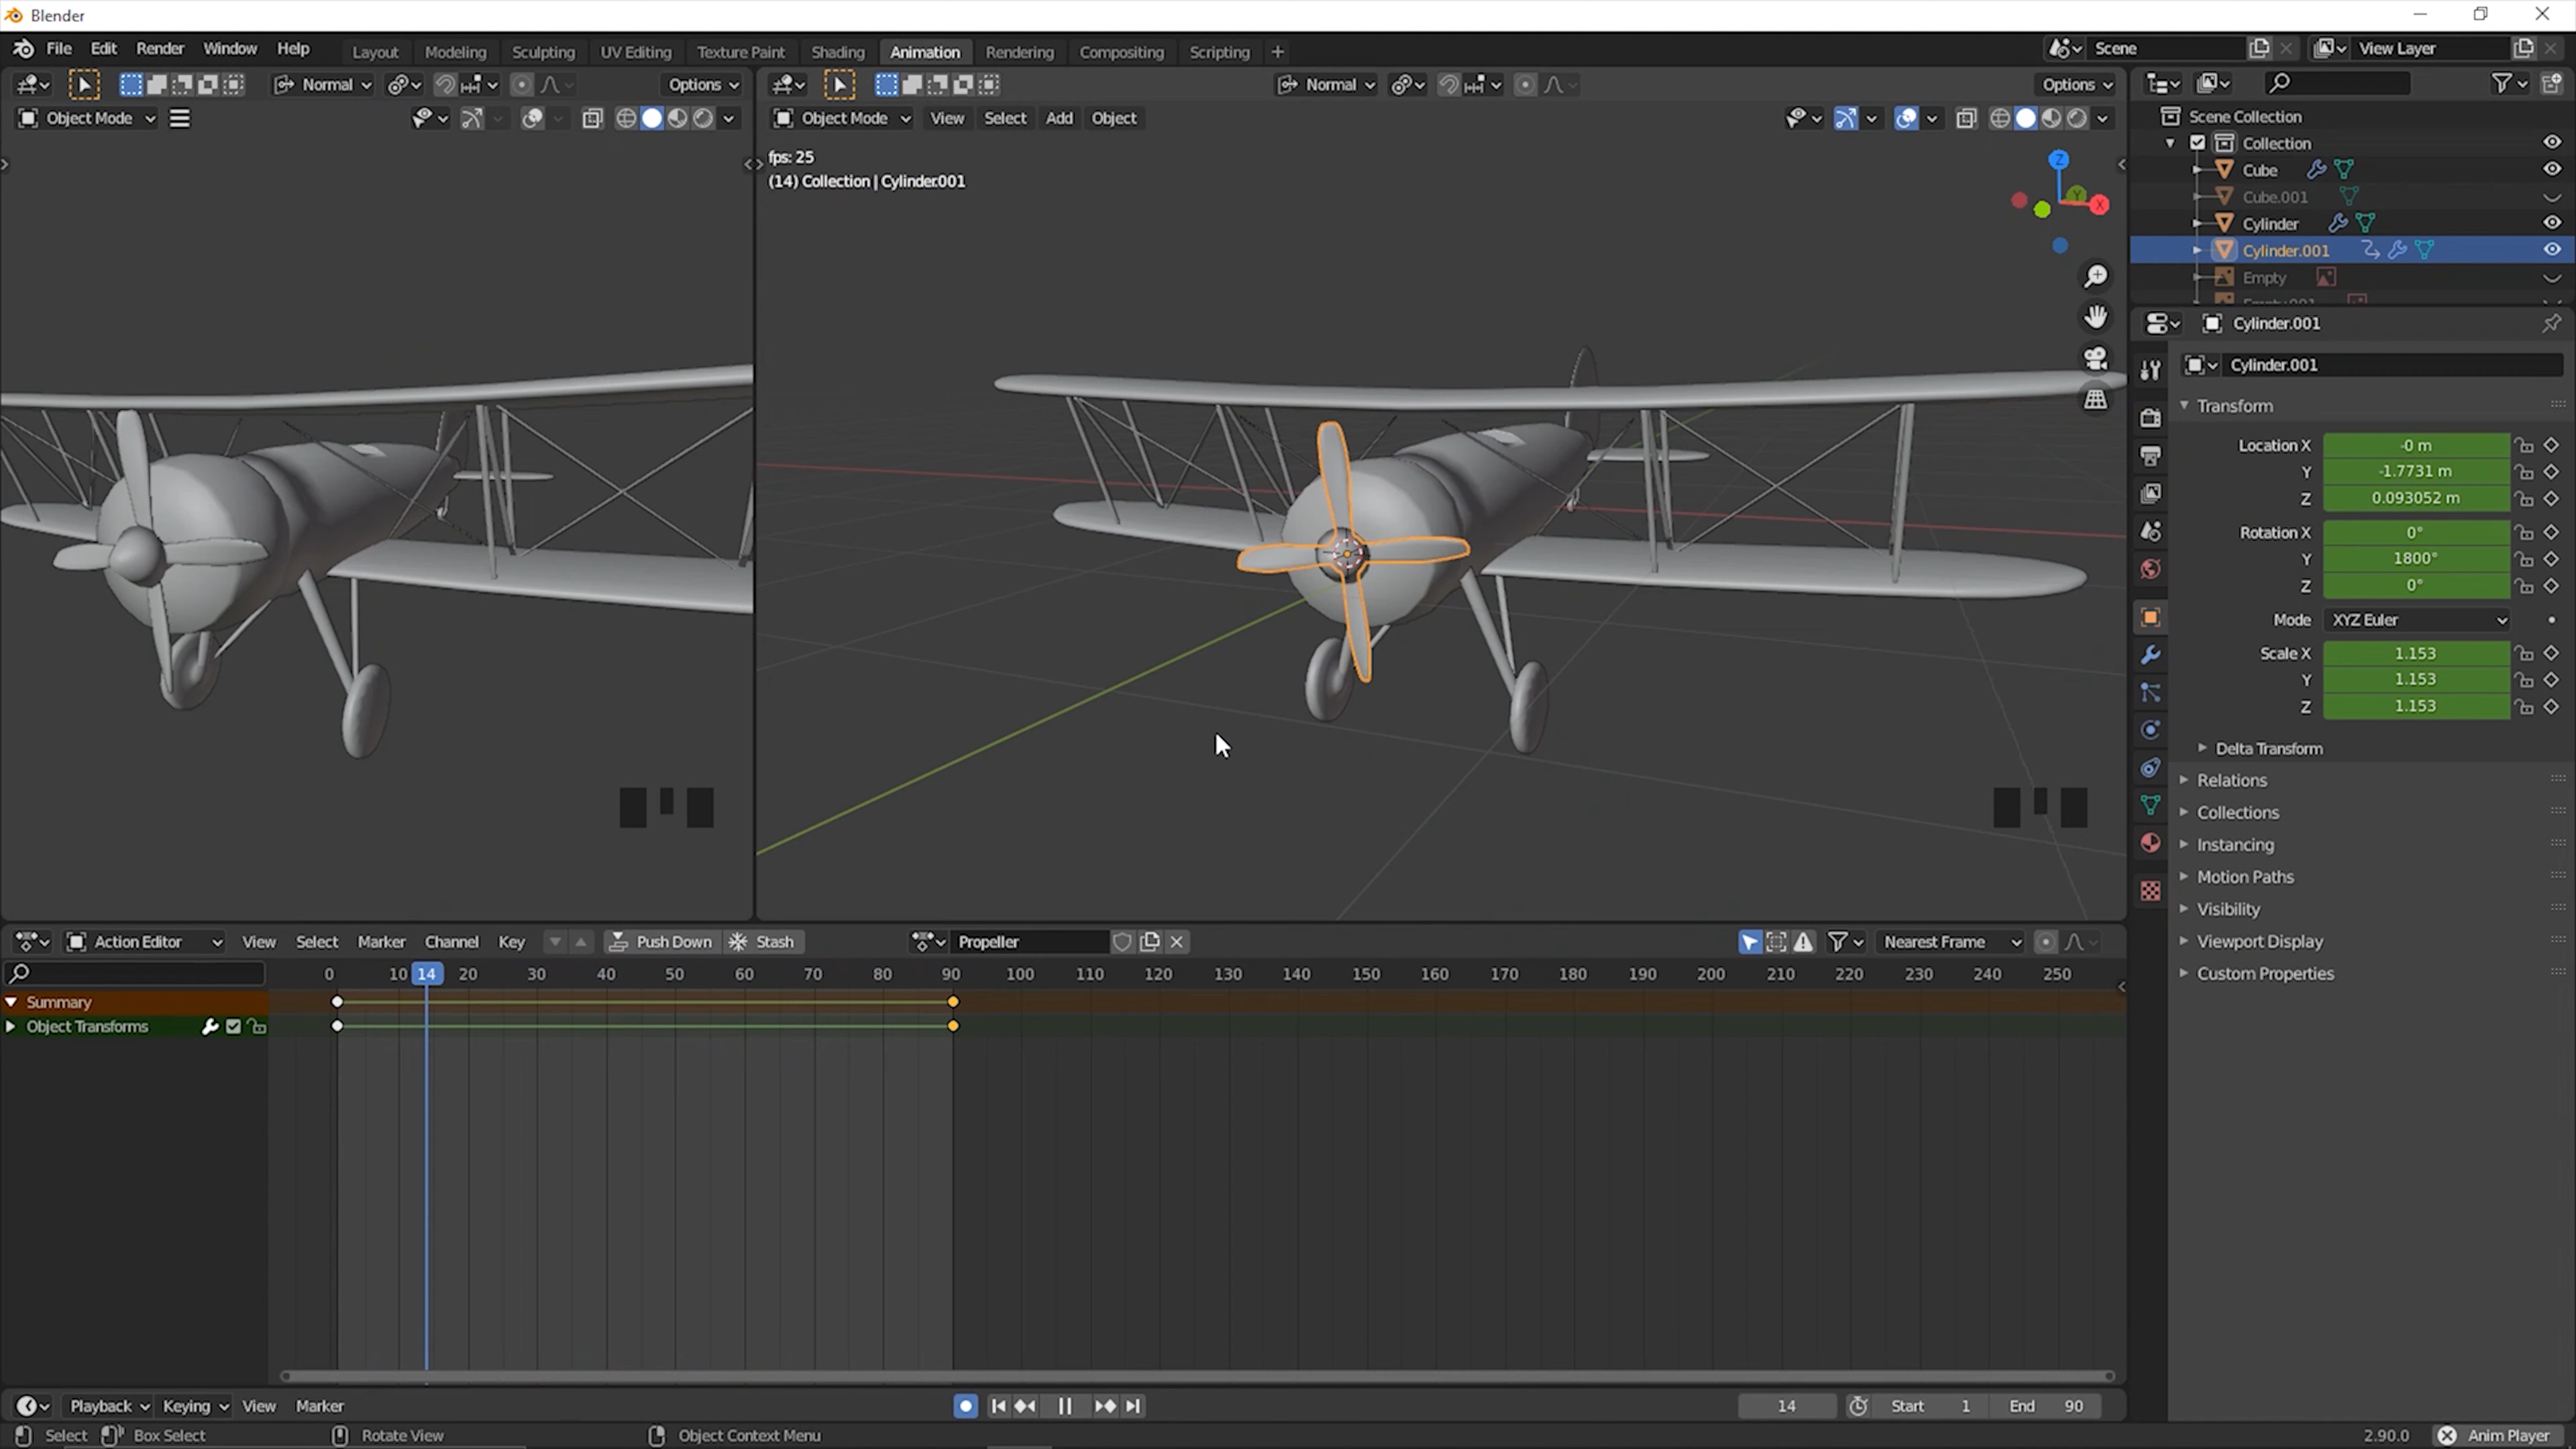 Blender
File Edit Render Window Help Layout Modeling Sculpting UV Editing Texture Paint Shading Animation Rendering Compositing Scripting + Scene View Layer
Normal Options Normal Options
Object Mode Object Mode View Select Add Object
fps: 25
(14) Collection | Cylinder.001
Z
Y
X
Scene Collection
Collection
Cube
Cube.001
Cylinder
Cylinder.001
Empty
Empty.001
Cylinder.001
Cylinder.001
Transform
Location X -0 m
Y -1.7731 m
Z 0.093052 m
Rotation X 0°
Y 1800°
Z 0°
Mode XYZ Euler
Scale X 1.153
Y 1.153
Z 1.153
Delta Transform
Relations
Collections
Instancing
Motion Paths
Visibility
Viewport Display
Custom Properties
Action Editor View Select Marker Channel Key Push Down Stash Propeller Nearest Frame
0 10 14 20 30 40 50 60 70 80 90 100 110 120 130 140 150 160 170 180 190 200 210 220 230 240 250
Summary
Object Transforms
Playback Keying View Marker 14 Start 1 End 90
Select Box Select Rotate View Object Context Menu 2.90.0 Anim Player